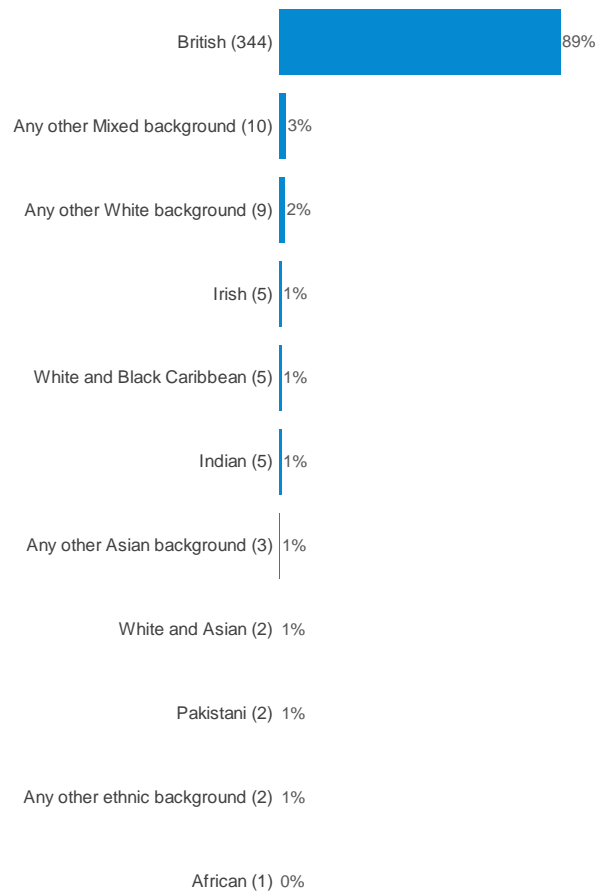 British (344) 89%
Any other Mixed background (10) 3%
Any other White background (9) 2%
Irish (5) 1%
White and Black Caribbean (5) 1%
Indian (5) 1%
Any other Asian background (3) 1%
White and Asian (2) 1%
Pakistani (2) 1%
Any other ethnic background (2) 1%
African (1) 0%